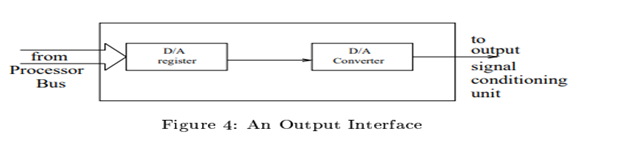 from
Processor
Bus
D/A
register
D/A
Converter
to
output
signal
conditioning
unit
Figure 4: An Output Interface